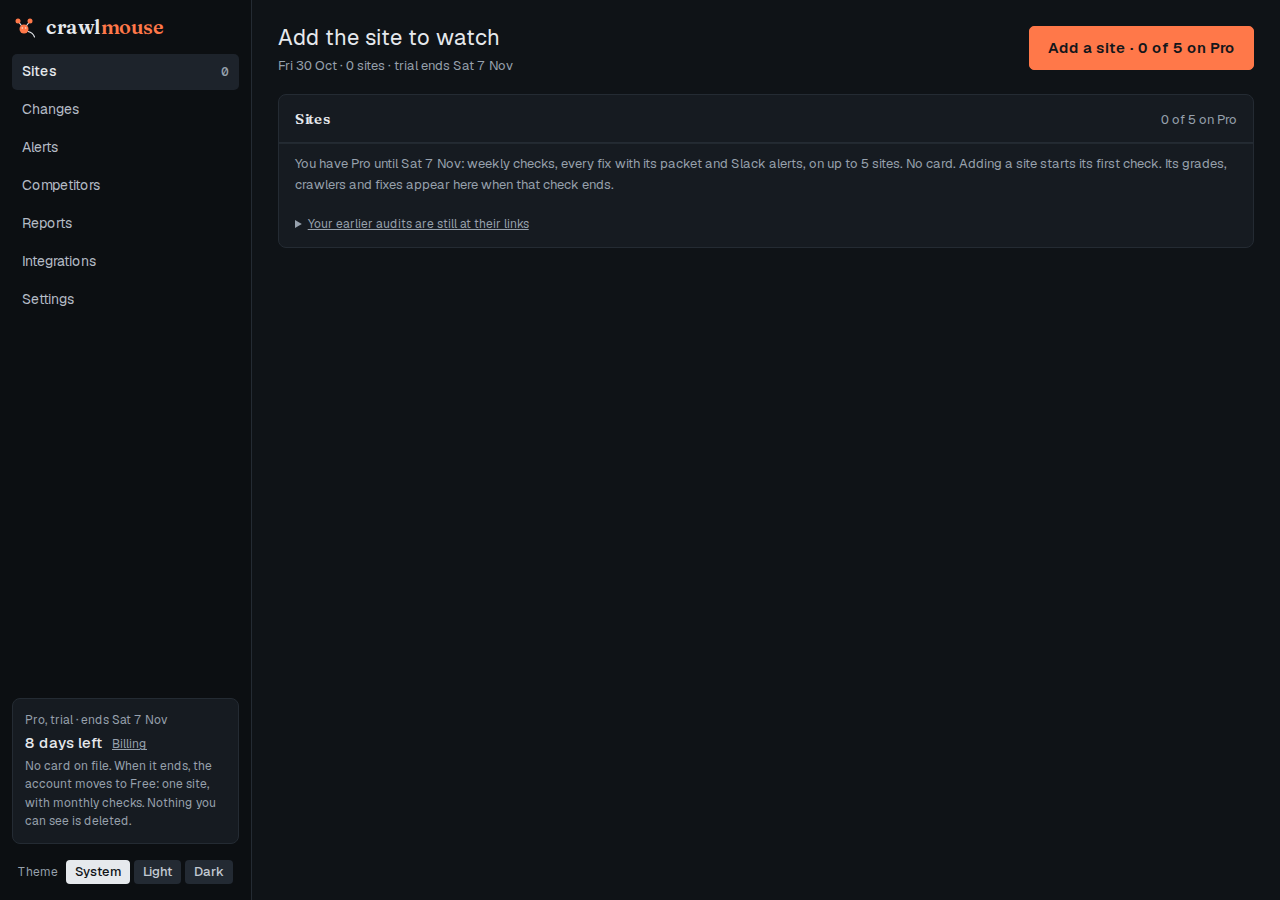 crawlmouse
Sites 0
Changes
Alerts
Competitors
Reports
Integrations
Settings
Pro, trial · ends Sat 7 Nov
8 days left Billing
No card on file. When it ends, the
account moves to Free: one site,
with monthly checks. Nothing you
can see is deleted.
Theme System Light Dark
Add the site to watch
Fri 30 Oct · 0 sites · trial ends Sat 7 Nov
Add a site · 0 of 5 on Pro
Sites 0 of 5 on Pro
You have Pro until Sat 7 Nov: weekly checks, every fix with its packet and Slack alerts, on up to 5 sites. No card. Adding a site starts its first check. Its grades,
crawlers and fixes appear here when that check ends.
Your earlier audits are still at their links